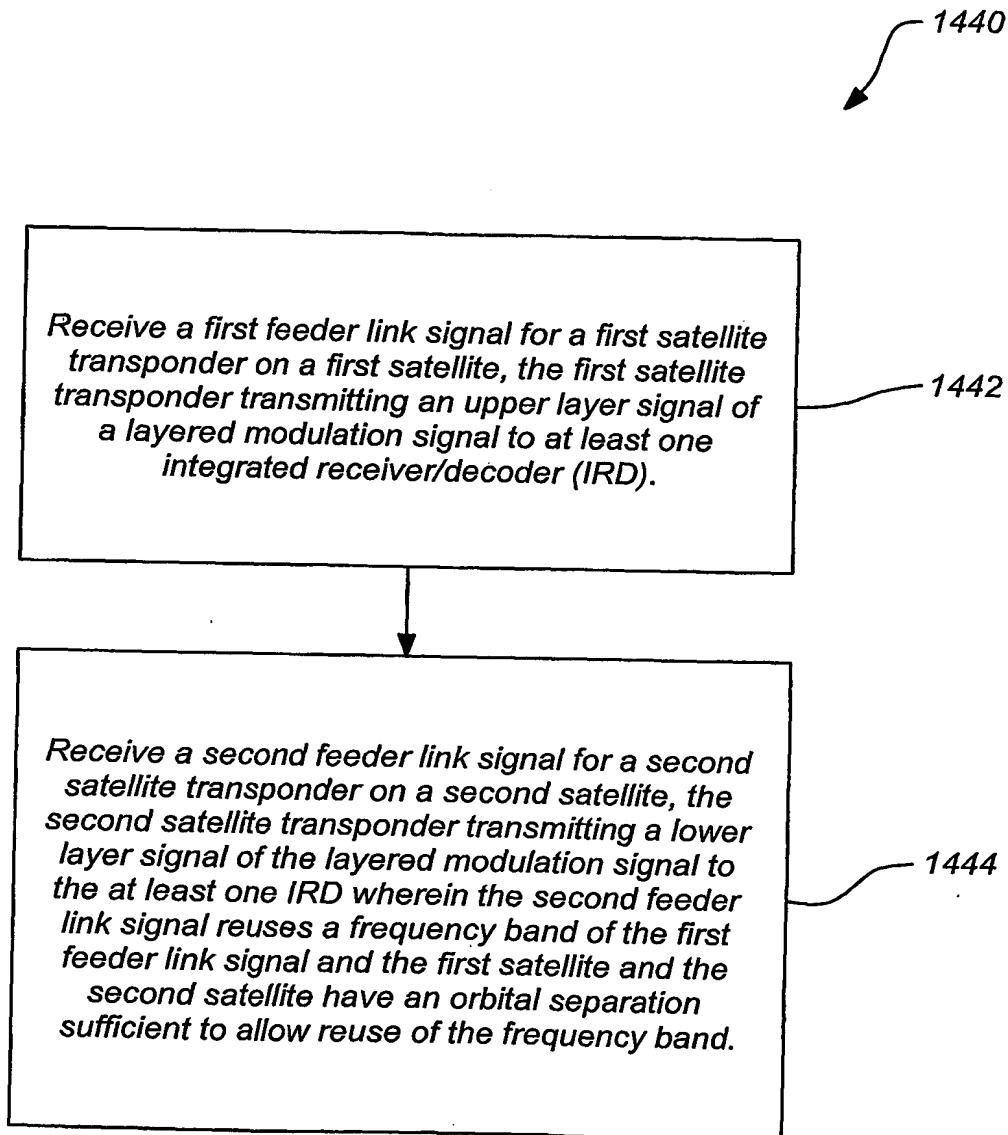 1440
Receive a first feeder link signal for a first satellite
transponder on a first satellite, the first satellite
transponder transmitting an upper layer signal of
a layered modulation signal to at least one
integrated receiver/decoder (IRD).
1442
Receive a second feeder link signal for a second
satellite transponder on a second satellite, the
second satellite transponder transmitting a lower
layer signal of the layered modulation signal to
the at least one IRD wherein the second feeder
link signal reuses a frequency band of the first
feeder link signal and the first satellite and the
second satellite have an orbital separation
sufficient to allow reuse of the frequency band.
1444